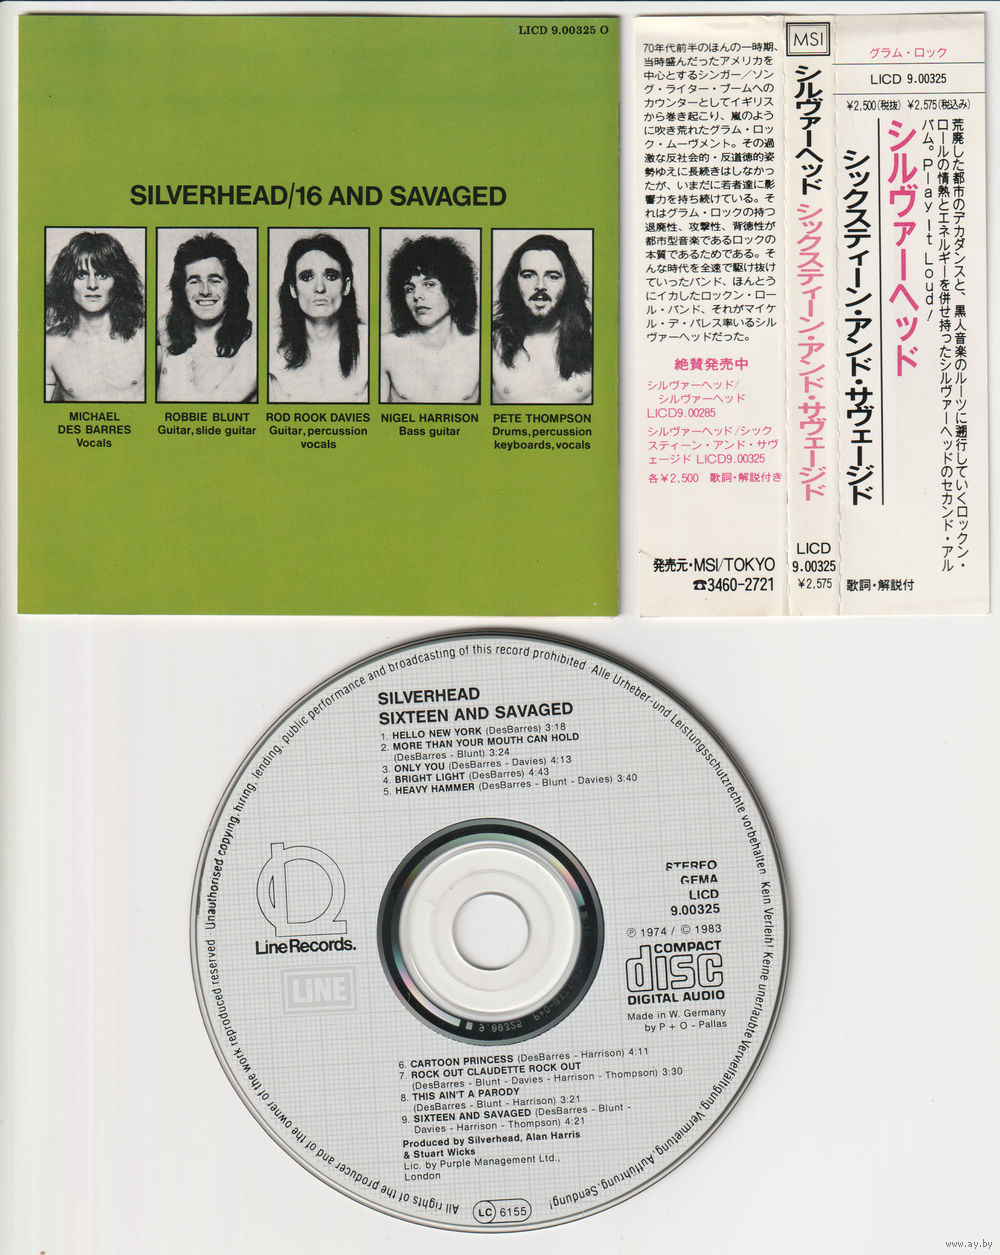 LICD 9.00325 O
SILVERHEAD/16 AND SAVAGED
MICHAEL
DES BARRES
Vocals
ROBBIE BLUNT
Guitar, slide guitar
ROD ROOK DAVIES
Guitar, percussion
vocals
NIGEL HARRISON
Bass guitar
PETE THOMPSON
Drums, percussion
keyboards, vocals
70年代前半のほんの一時期、
当時盛んだったアメリカを
中心とするシンガー/ソン
グ・ライター・ブームへの
カウンターとしてイギリス
から巻き起こり、嵐のよう
に吹き荒れたグラム・ロッ
ク・ムーヴメント。その過
激な反社会的・反道徳的姿
勢ゆえに長続きはしなかっ
たが、いまだに若者達に影
響力を持ち続けている。そ
れはグラム・ロックの持つ
退廃性、攻撃性、背徳性が
都市型音楽であるロックの
本質であるためである。そ
んな時代を全速で駆け抜け
ていったバンド、ほんとう
にイカしたロックン・ロー
ル・バンド、それがマイケ
ル・デ・バレス率いるシル
ヴァーヘッドだった。
絶賛発売中
シルヴァーヘッド/
シルヴァーヘッド
LICD9.00285
シルヴァーヘッド/シック
スティーン・アンド・サヴ
ェージド LICD9.00325
各¥2,500 歌詞・解説付き
発売元・MSI/TOKYO
☎3460-2721
MSI
シルヴァーヘッド シックスティーン・アンド・サヴェージド
LICD
9.00325
¥2,575
グラム・ロック
LICD 9.00325
¥2,500(税抜) ¥2,575(税込み)
荒廃した都市のデカダンスと、黒人音楽のルーツに遡行していくロックン・
ロールの情熱とエネルギーを併せ持ったシルヴァーヘッドのセカンド・アル
バム。Play It Loud!
シルヴァーヘッド
シックスティーン・アンド・サヴェージド
歌詞・解説付
SILVERHEAD
SIXTEEN AND SAVAGED
1. HELLO NEW YORK (DesBarres) 3:18
2. MORE THAN YOUR MOUTH CAN HOLD
(DesBarres - Blunt) 3:24
3. ONLY YOU (DesBarres - Davies) 4:13
4. BRIGHT LIGHT (DesBarres) 4:43
5. HEAVY HAMMER (DesBarres - Blunt - Davies) 3:40
Line Records.
LINE
STEREO
GEMA
LICD
9.00325
℗ 1974 / © 1983
COMPACT
disc
DIGITAL AUDIO
Made in W. Germany
by P + O - Pallas
6. CARTOON PRINCESS (DesBarres - Harrison) 4:11
7. ROCK OUT CLAUDETTE ROCK OUT
(DesBarres - Blunt - Davies - Harrison - Thompson) 3:30
8. THIS AIN'T A PARODY
(DesBarres - Blunt - Harrison) 3:21
9. SIXTEEN AND SAVAGED (DesBarres - Blunt -
Davies - Harrison - Thompson) 4:21
Produced by Silverhead, Alan Harris
& Stuart Wicks
Lic. by Purple Management Ltd.,
London
LC 6155
All rights of the producer and of the owner of the work reproduced reserved · Unauthorised copying, hiring, lending, public performance and broadcasting of this record prohibited · Alle Urheber- und Leistungsschutzrechte vorbehalten Kein Verleih! Keine unerlaubte Vervielfältigung, Vermietung, Aufführung, Sendung!
www.ay.by